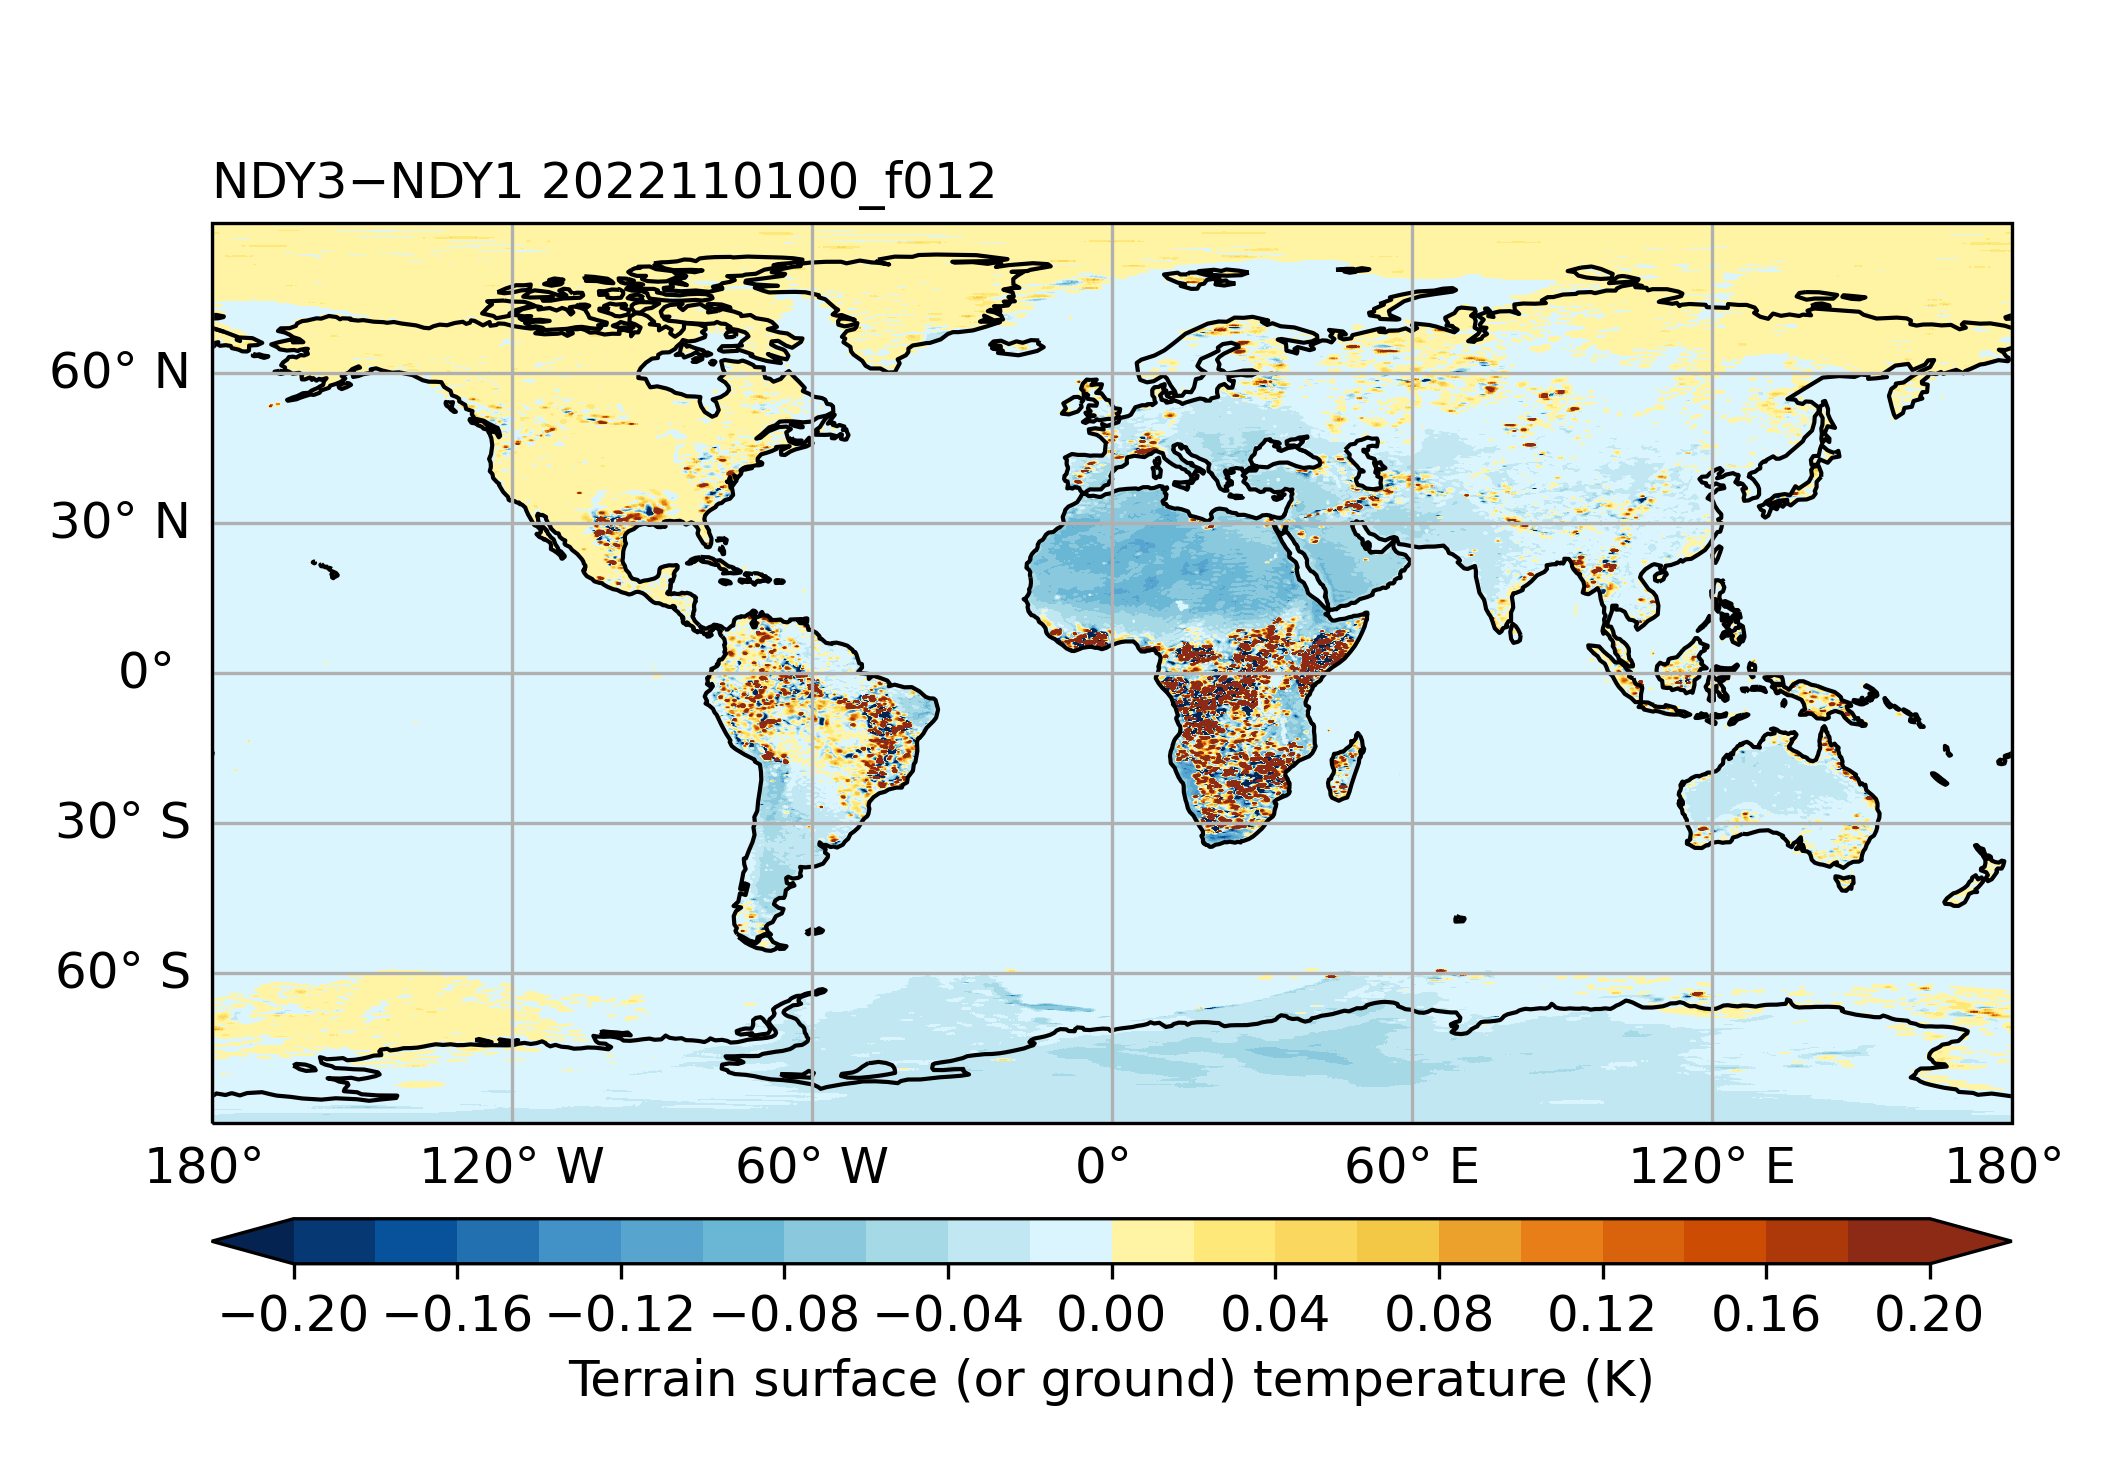 NDY3−NDY1 2022110100_f012
60° N
30° N
0°
30° S
60° S
180° 120° W 60° W 0° 60° E 120° E 180°
−0.20 −0.16 −0.12 −0.08 −0.04 0.00 0.04 0.08 0.12 0.16 0.20
Terrain surface (or ground) temperature (K)